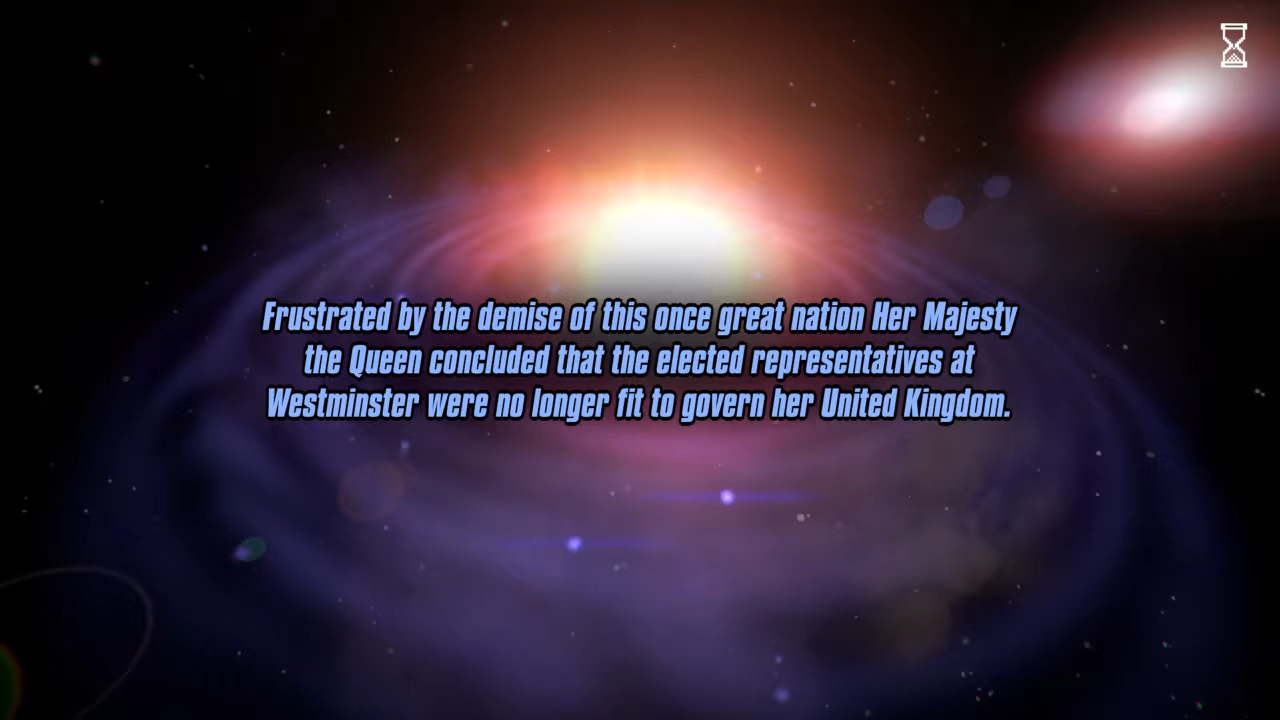 Frustrated by the demise of this once great nation Her Majesty
the Queen concluded that the elected representatives at
Westminster were no longer fit to govern her United Kingdom.